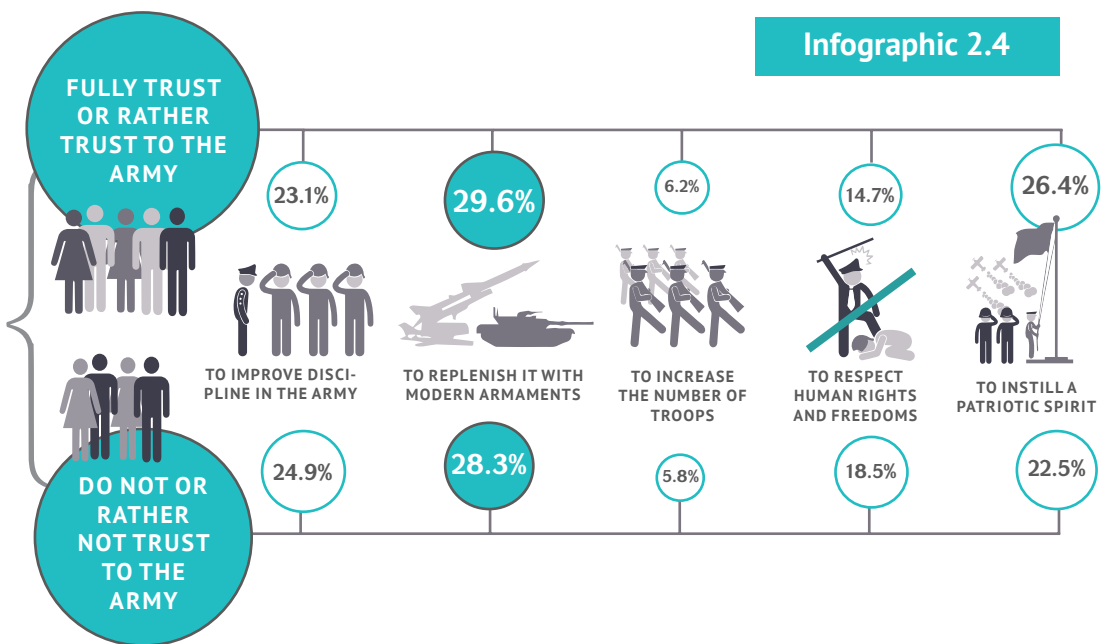 Infographic 2.4
FULLY TRUST
OR RATHER
TRUST TO THE
ARMY
23.1%
29.6%
6.2%
14.7%
26.4%
TO IMPROVE DISCI-
PLINE IN THE ARMY
TO REPLENISH IT WITH
MODERN ARMAMENTS
TO INCREASE
THE NUMBER OF
TROOPS
TO RESPECT
HUMAN RIGHTS
AND FREEDOMS
TO INSTILL A
PATRIOTIC SPIRIT
24.9%
28.3%
5.8%
18.5%
22.5%
DO NOT OR
RATHER
NOT TRUST
TO THE
ARMY